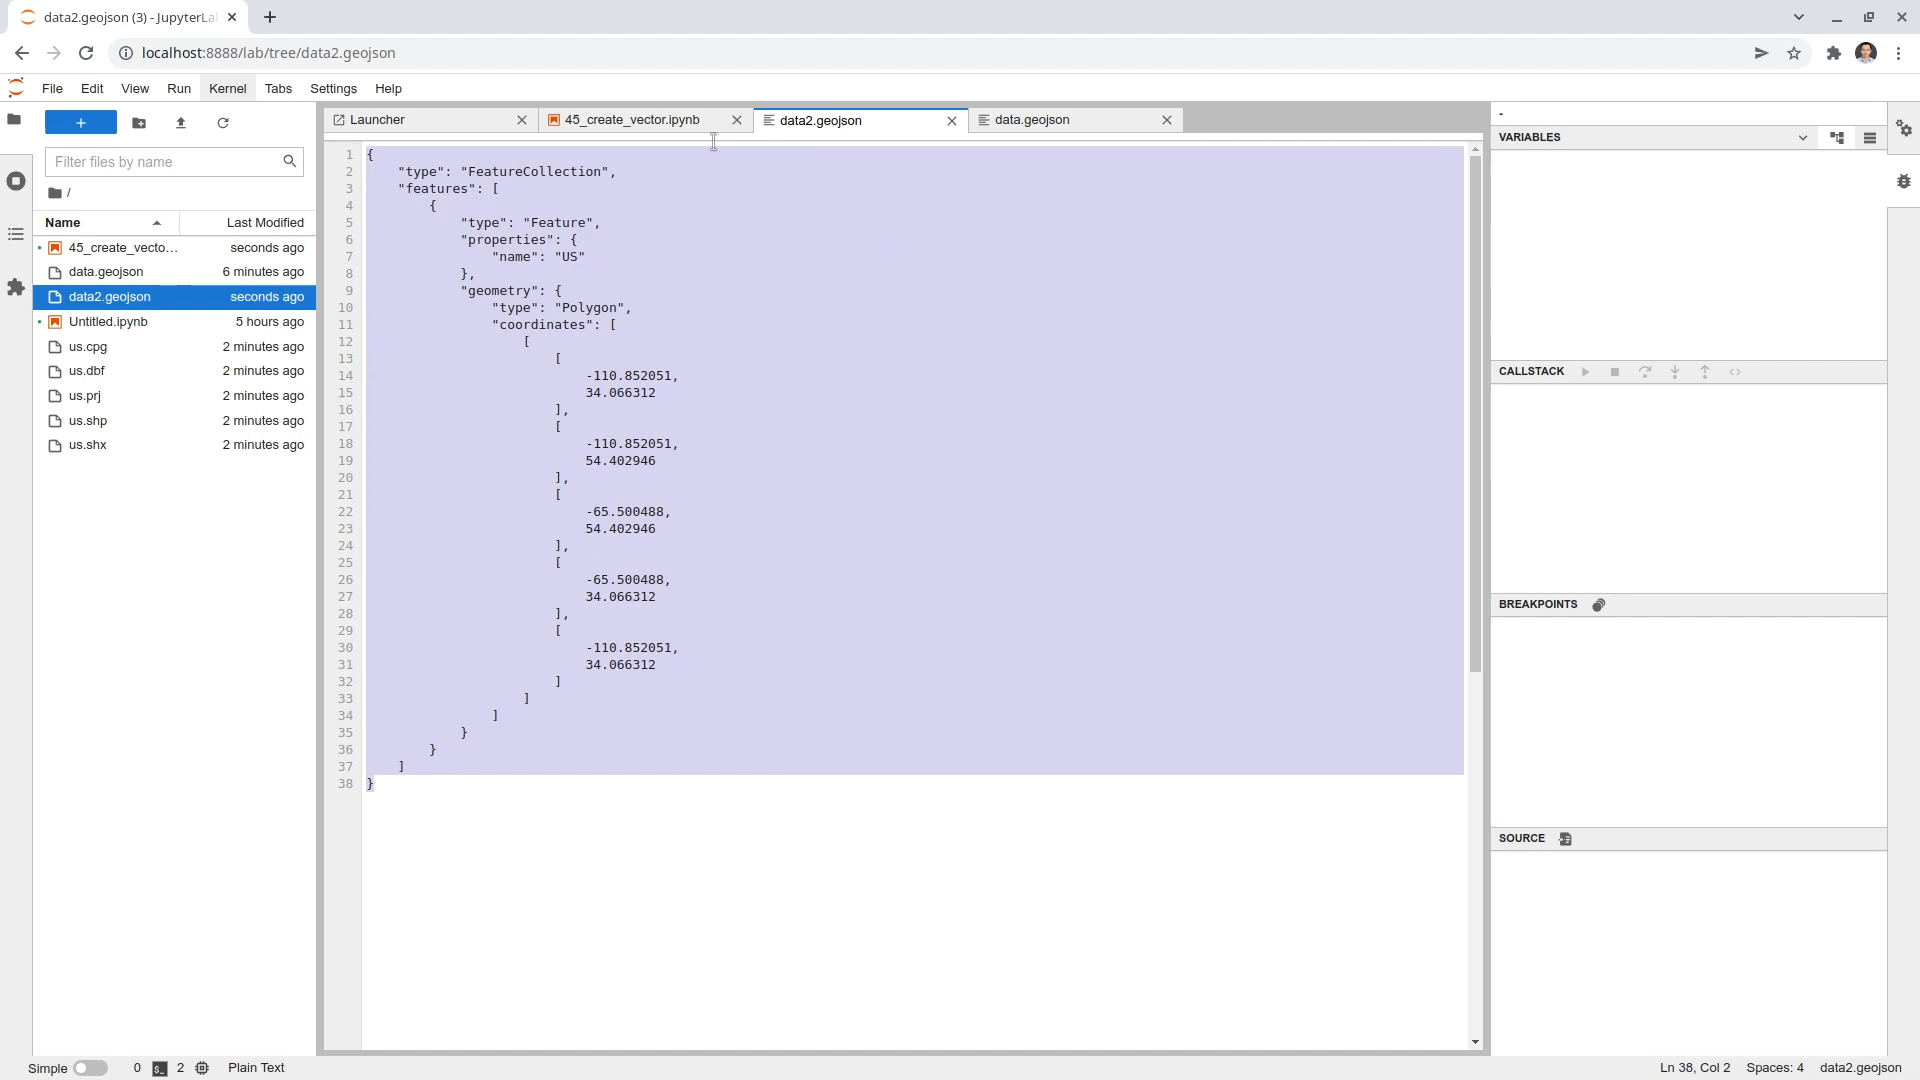 data2.geojson (3) - JupyterLa
localhost:8888/lab/tree/data2.geojson
File Edit View Run Kernel Tabs Settings Help
+
Filter files by name
/
Name Last Modified
45_create_vecto... seconds ago
data.geojson 6 minutes ago
data2.geojson seconds ago
Untitled.ipynb 5 hours ago
us.cpg 2 minutes ago
us.dbf 2 minutes ago
us.prj 2 minutes ago
us.shp 2 minutes ago
us.shx 2 minutes ago
Launcher 45_create_vector.ipynb data2.geojson data.geojson
1 {
2 "type": "FeatureCollection",
3 "features": [
4 {
5 "type": "Feature",
6 "properties": {
7 "name": "US"
8 },
9 "geometry": {
10 "type": "Polygon",
11 "coordinates": [
12 [
13 [
14 -110.852051,
15 34.066312
16 ],
17 [
18 -110.852051,
19 54.402946
20 ],
21 [
22 -65.500488,
23 54.402946
24 ],
25 [
26 -65.500488,
27 34.066312
28 ],
29 [
30 -110.852051,
31 34.066312
32 ]
33 ]
34 ]
35 }
36 }
37 ]
38 }
-
VARIABLES
CALLSTACK
BREAKPOINTS
SOURCE
Simple 0 $_ 2 Plain Text Ln 38, Col 2 Spaces: 4 data2.geojson